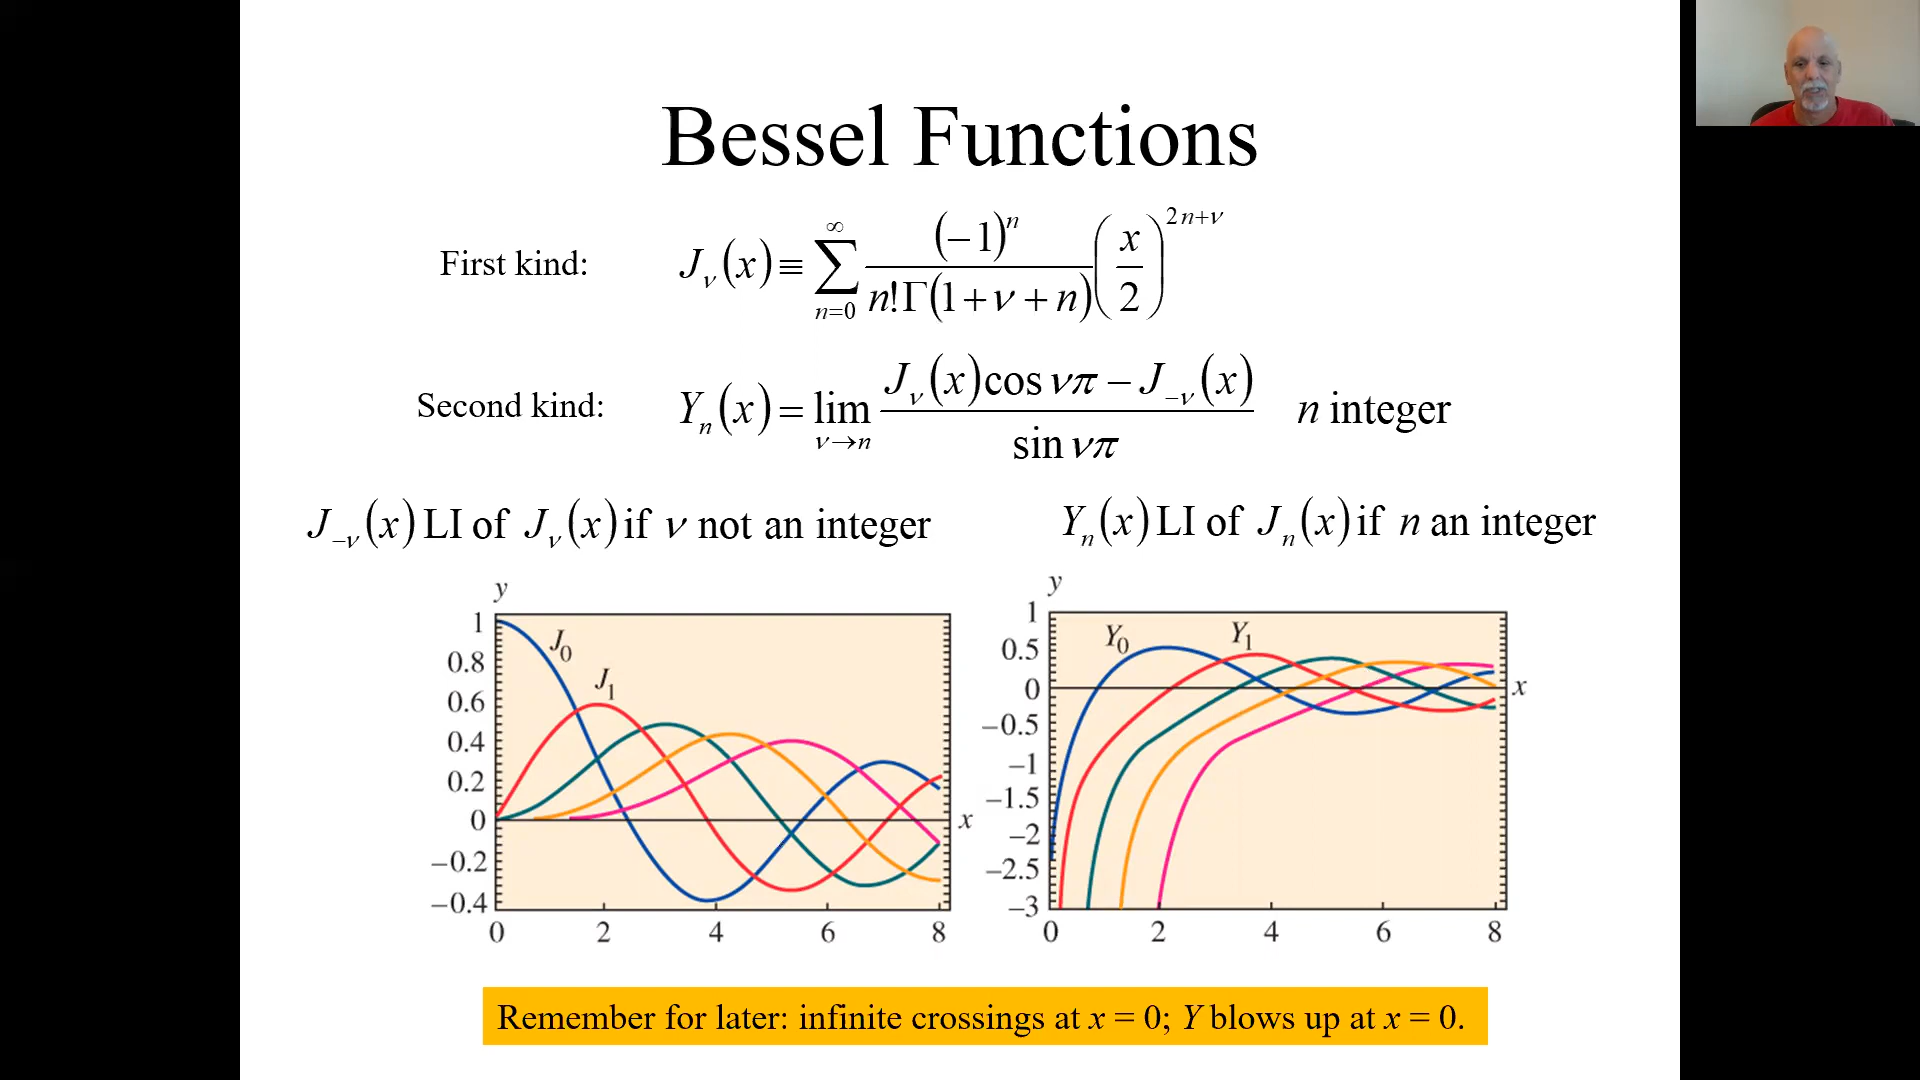 Bessel Functions
First kind: J_ν(x) ≡ ∑_{n=0}^{∞} (−1)^n / (n!Γ(1+ν+n)) (x/2)^{2n+ν}
Second kind: Y_n(x) = lim_{ν→n} (J_ν(x)cos νπ − J_{−ν}(x)) / sin νπ n integer
J_{−ν}(x) LI of J_ν(x) if ν not an integer
Y_n(x) LI of J_n(x) if n an integer
y
1
0.8
0.6
0.4
0.2
0
−0.2
−0.4
J_0
J_1
x
0 2 4 6 8
y
1
0.5
0
−0.5
−1
−1.5
−2
−2.5
−3
Y_0
Y_1
x
0 2 4 6 8
Remember for later: infinite crossings at x = 0; Y blows up at x = 0.